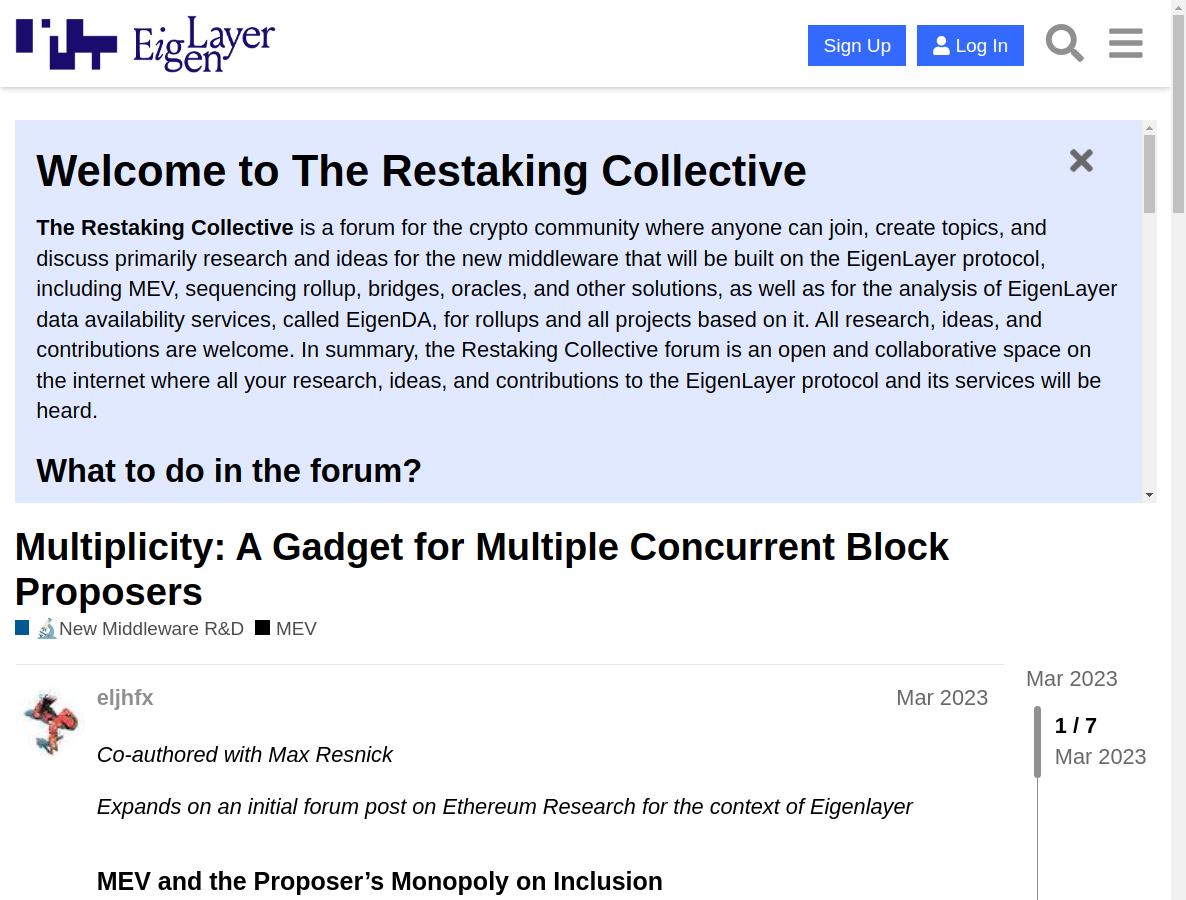 EigenLayer
Sign Up
Log In
Welcome to The Restaking Collective
The Restaking Collective is a forum for the crypto community where anyone can join, create topics, and
discuss primarily research and ideas for the new middleware that will be built on the EigenLayer protocol,
including MEV, sequencing rollup, bridges, oracles, and other solutions, as well as for the analysis of EigenLayer
data availability services, called EigenDA, for rollups and all projects based on it. All research, ideas, and
contributions are welcome. In summary, the Restaking Collective forum is an open and collaborative space on
the internet where all your research, ideas, and contributions to the EigenLayer protocol and its services will be
heard.
What to do in the forum?
Multiplicity: A Gadget for Multiple Concurrent Block
Proposers
🔬New Middleware R&D MEV
eljhfx
Mar 2023
Mar 2023
1 / 7
Mar 2023
Co-authored with Max Resnick
Expands on an initial forum post on Ethereum Research for the context of Eigenlayer
MEV and the Proposer’s Monopoly on Inclusion